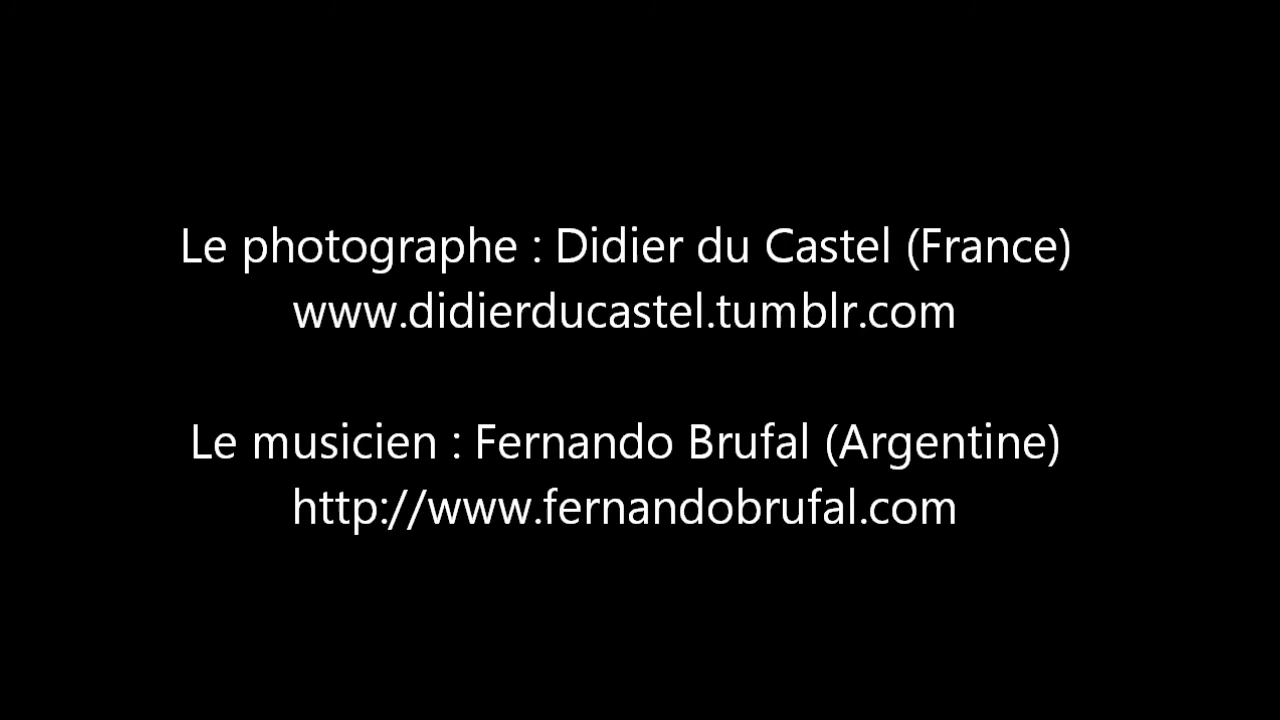 Le photographe : Didier du Castel (France)
www.didierducastel.tumblr.com
Le musicien : Fernando Brufal (Argentine)
http://www.fernandobrufal.com